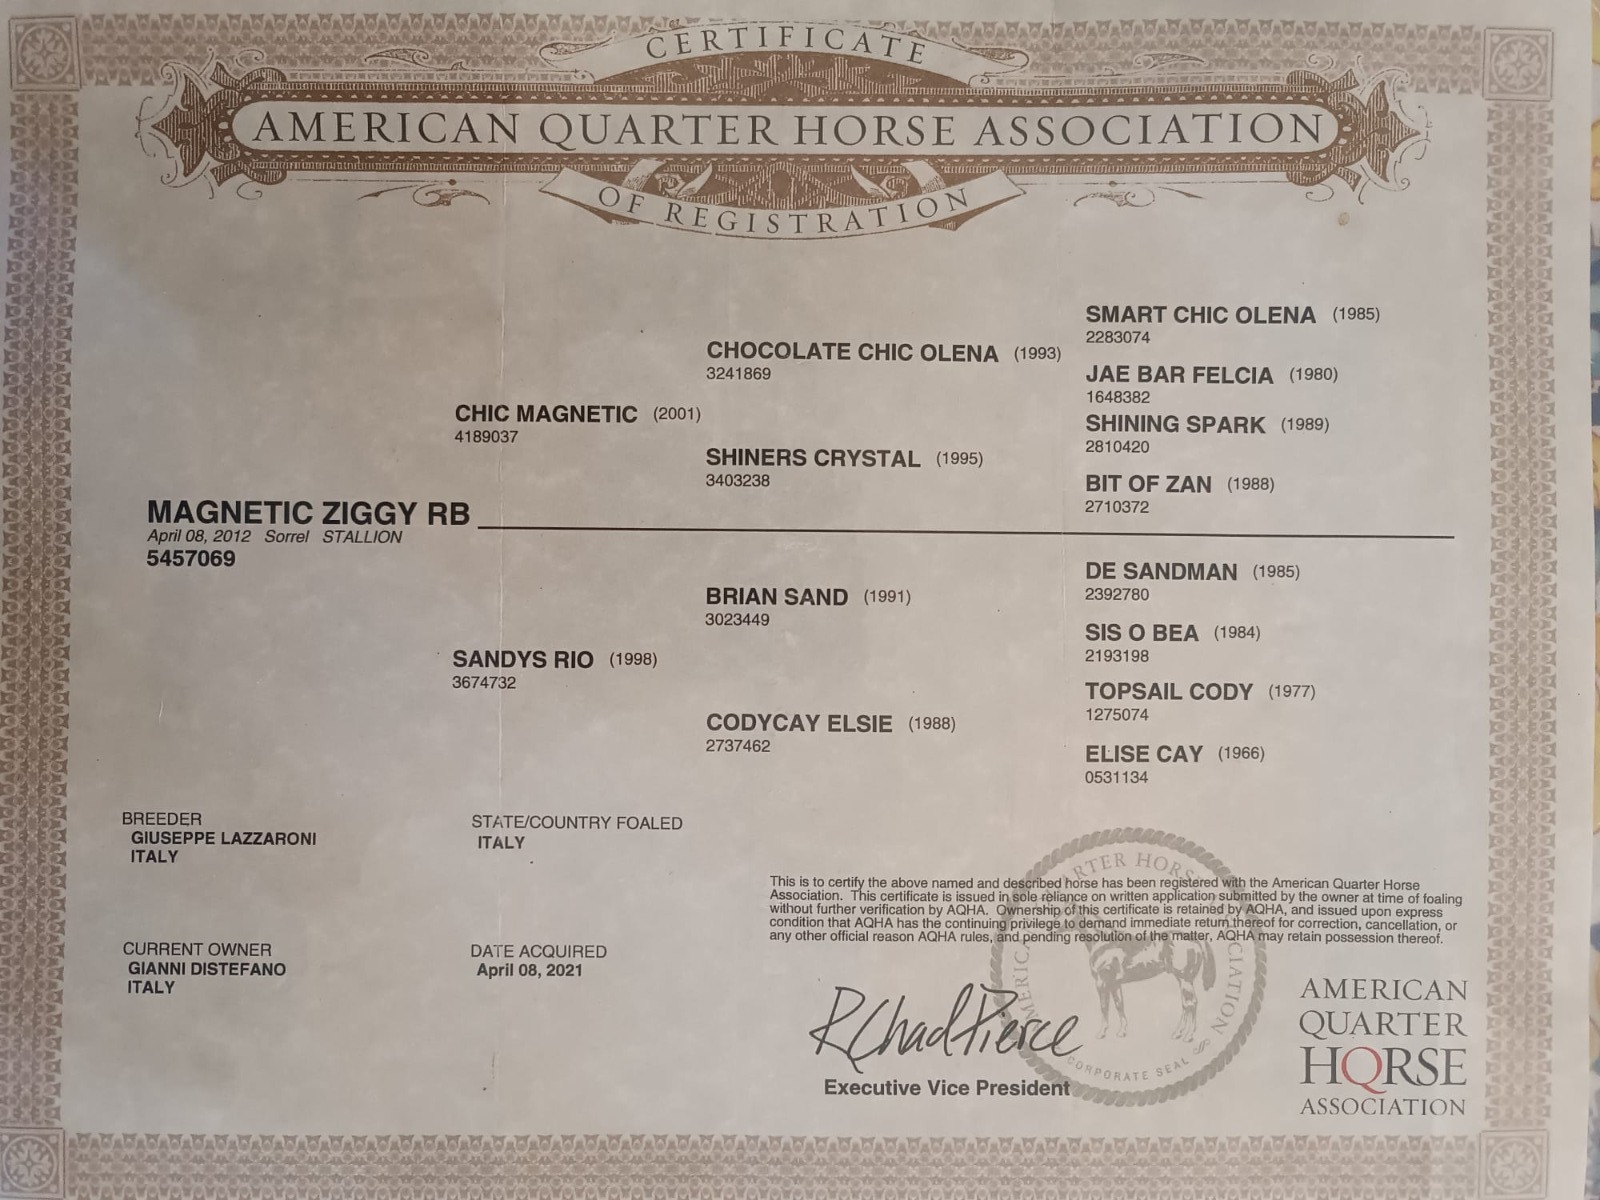 CERTIFICATE
AMERICAN QUARTER HORSE ASSOCIATION
OF REGISTRATION
SMART CHIC OLENA (1985)
2283074
CHOCOLATE CHIC OLENA (1993)
3241869
JAE BAR FELCIA (1980)
1648382
CHIC MAGNETIC (2001)
4189037
SHINING SPARK (1989)
2810420
SHINERS CRYSTAL (1995)
3403238
BIT OF ZAN (1988)
2710372
MAGNETIC ZIGGY RB
April 08, 2012 Sorrel STALLION
5457069
DE SANDMAN (1985)
2392780
BRIAN SAND (1991)
3023449
SIS O BEA (1984)
2193198
SANDYS RIO (1998)
3674732
TOPSAIL CODY (1977)
1275074
CODYCAY ELSIE (1988)
2737462
ELISE CAY (1966)
0531134
BREEDER
GIUSEPPE LAZZARONI
ITALY
STATE/COUNTRY FOALED
ITALY
CURRENT OWNER
GIANNI DISTEFANO
ITALY
DATE ACQUIRED
April 08, 2021
This is to certify the above named and described horse has been registered with the American Quarter Horse
Association. This certificate is issued in sole reliance on written application submitted by the owner at time of foaling
without further verification by AQHA. Ownership of this certificate is retained by AQHA, and issued upon express
condition that AQHA has the continuing privilege to demand immediate return thereof for correction, cancellation, or
any other official reason AQHA rules, and pending resolution of the matter, AQHA may retain possession thereof.
R Chad Pierce
Executive Vice President
CORPORATE SEAL
AMERICAN
QUARTER
HORSE
ASSOCIATION